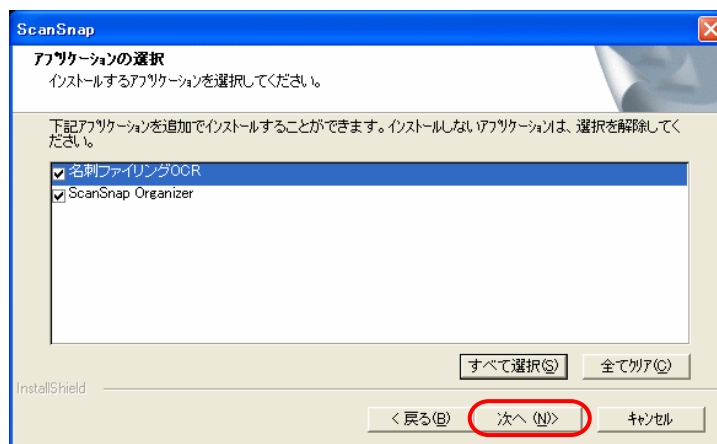 ScanSnap
アプリケーションの選択
インストールするアプリケーションを選択してください。
下記アプリケーションを追加でインストールすることができます。インストールしないアプリケーションは、選択を解除してく
ださい。
名刺ファイリングOCR
ScanSnap Organizer
すべて選択(S)
全てクリア(C)
InstallShield
< 戻る(B)
次へ (N)>
キャンセル